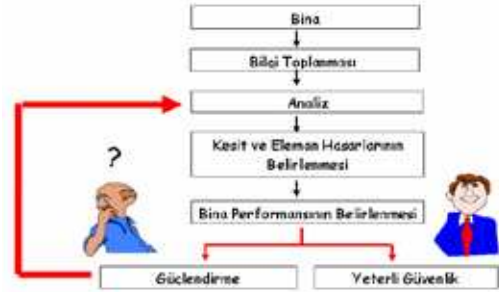 Bina
Bilgi Toplanması
Analiz
Kesit ve Eleman Hasarlarının
Belirlenmesi
?
Bina Performansının Belirlenmesi
Güçlendirme
Yeterli Güvenlik